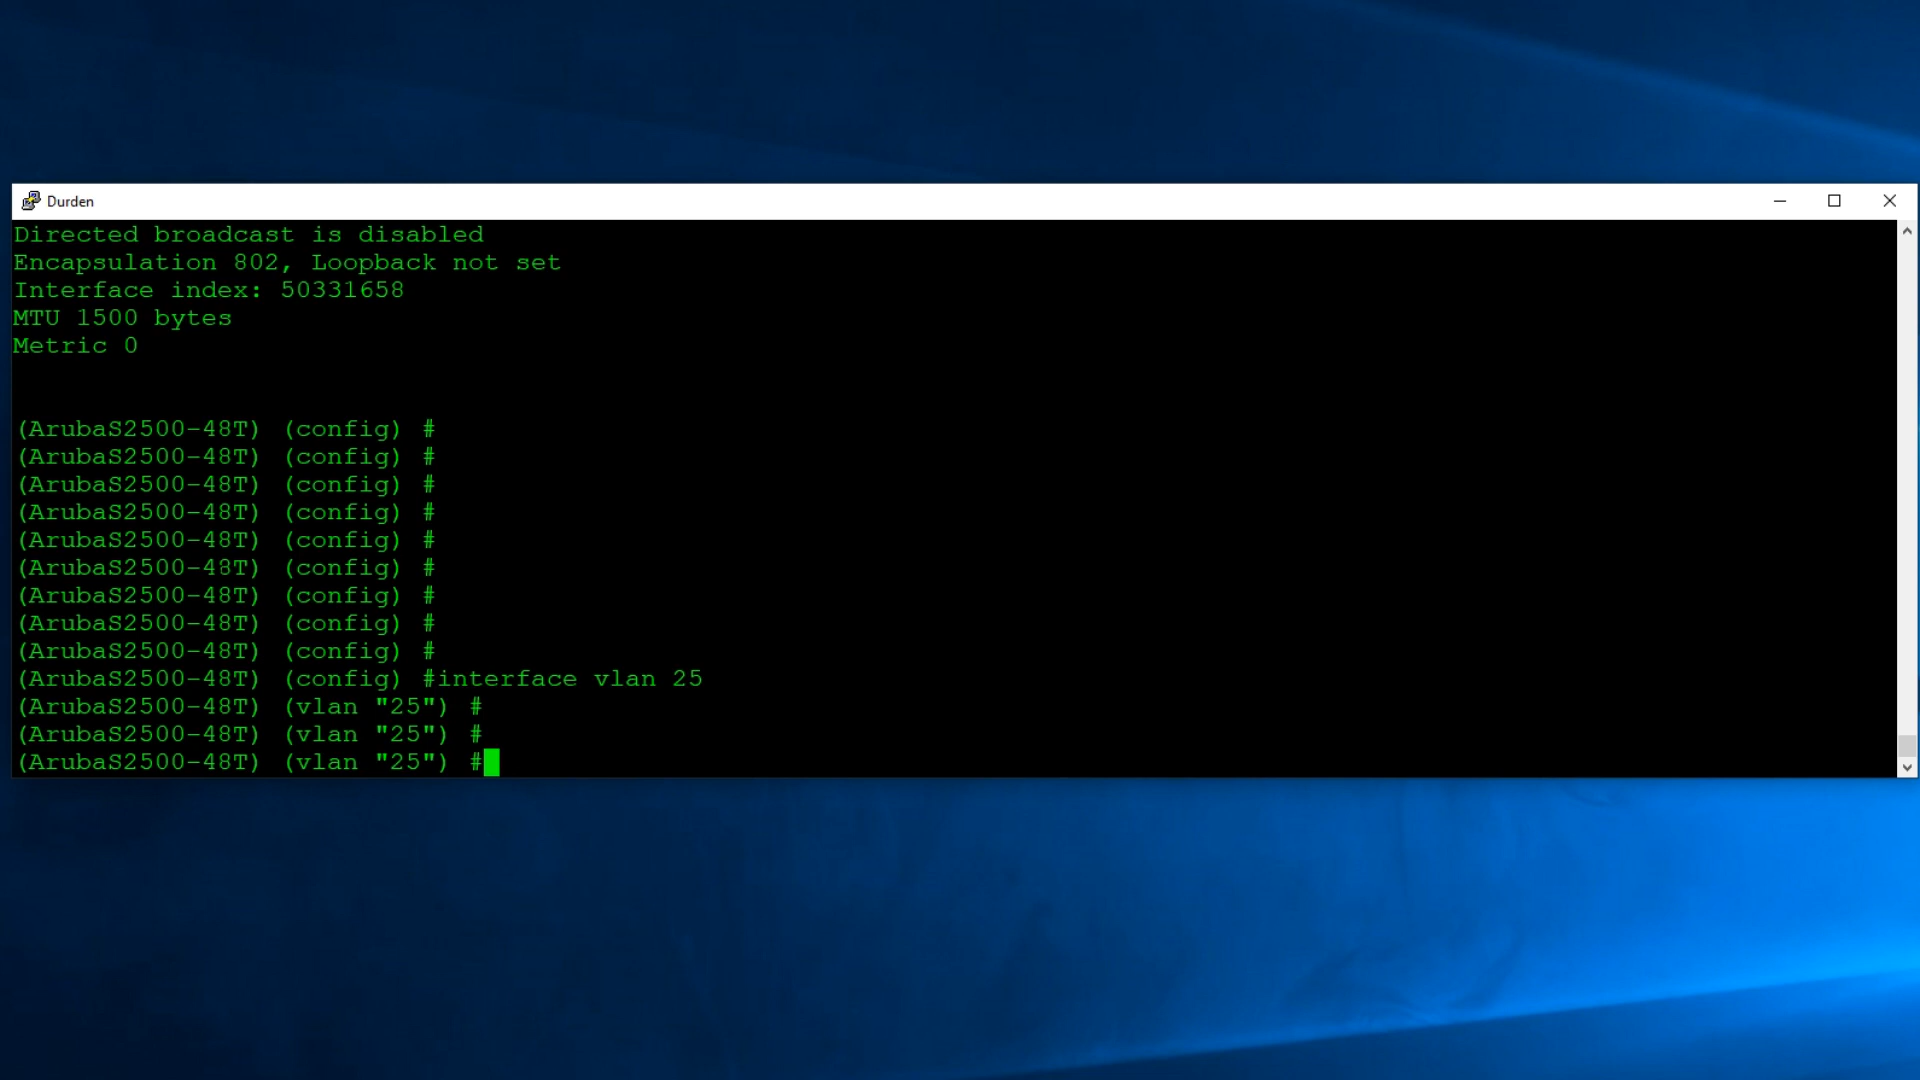 Durden
Directed broadcast is disabled
Encapsulation 802, Loopback not set
Interface index: 50331658
MTU 1500 bytes
Metric 0
(ArubaS2500-48T) (config) #
(ArubaS2500-48T) (config) #
(ArubaS2500-48T) (config) #
(ArubaS2500-48T) (config) #
(ArubaS2500-48T) (config) #
(ArubaS2500-48T) (config) #
(ArubaS2500-48T) (config) #
(ArubaS2500-48T) (config) #
(ArubaS2500-48T) (config) #
(ArubaS2500-48T) (config) #interface vlan 25
(ArubaS2500-48T) (vlan "25") #
(ArubaS2500-48T) (vlan "25") #
(ArubaS2500-48T) (vlan "25") #